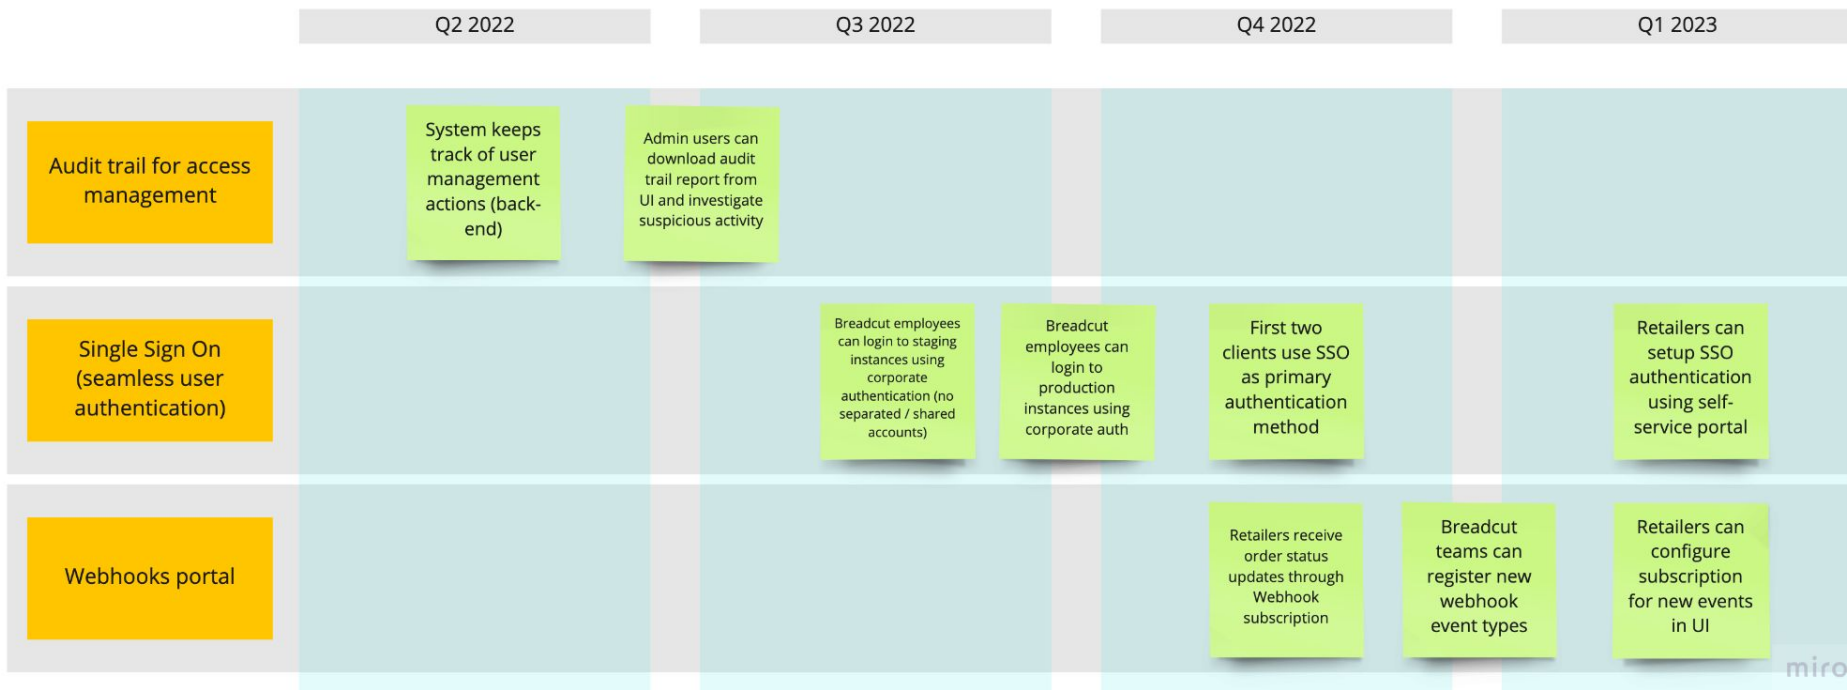 Q2 2022
Q3 2022
Q4 2022
Q1 2023
Audit trail for access
management
System keeps
track of user
management
actions (back-
end)
Admin users can
download audit
trail report from
UI and investigate
suspicious activity
Single Sign On
(seamless user
authentication)
Breadcut employees
can login to staging
instances using
corporate
authentication (no
separated / shared
accounts)
Breadcut
employees can
login to
production
instances using
corporate auth
First two
clients use SSO
as primary
authentication
method
Retailers can
setup SSO
authentication
using self-
service portal
Webhooks portal
Retailers receive
order status
updates through
Webhook
subscription
Breadcut
teams can
register new
webhook
event types
Retailers can
configure
subscription
for new events
in UI
miro